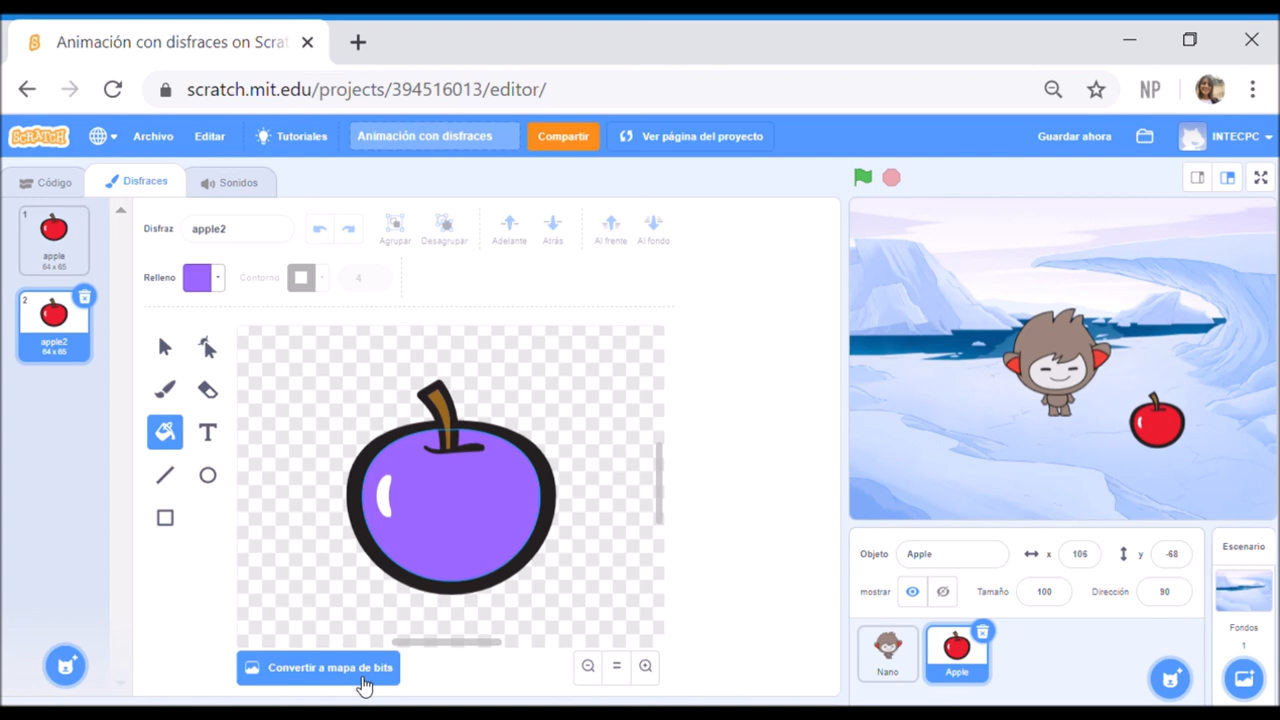 Animación con disfraces on Scrat
scratch.mit.edu/projects/394516013/editor/
NP
SCRATCH
Archivo
Editar
Tutoriales
Animación con disfraces
Compartir
Ver página del proyecto
Guardar ahora
INTECPC
Código
Disfraces
Sonidos
1
apple
64 x 65
2
apple2
64 x 65
Disfraz
apple2
Agrupar
Desagrupar
Adelante
Atrás
Al frente
Al fondo
Relleno
Contorno
4
T
Convertir a mapa de bits
Objeto
Apple
x
106
y
-68
mostrar
Tamaño
100
Dirección
90
Nano
Apple
Escenario
Fondos
1